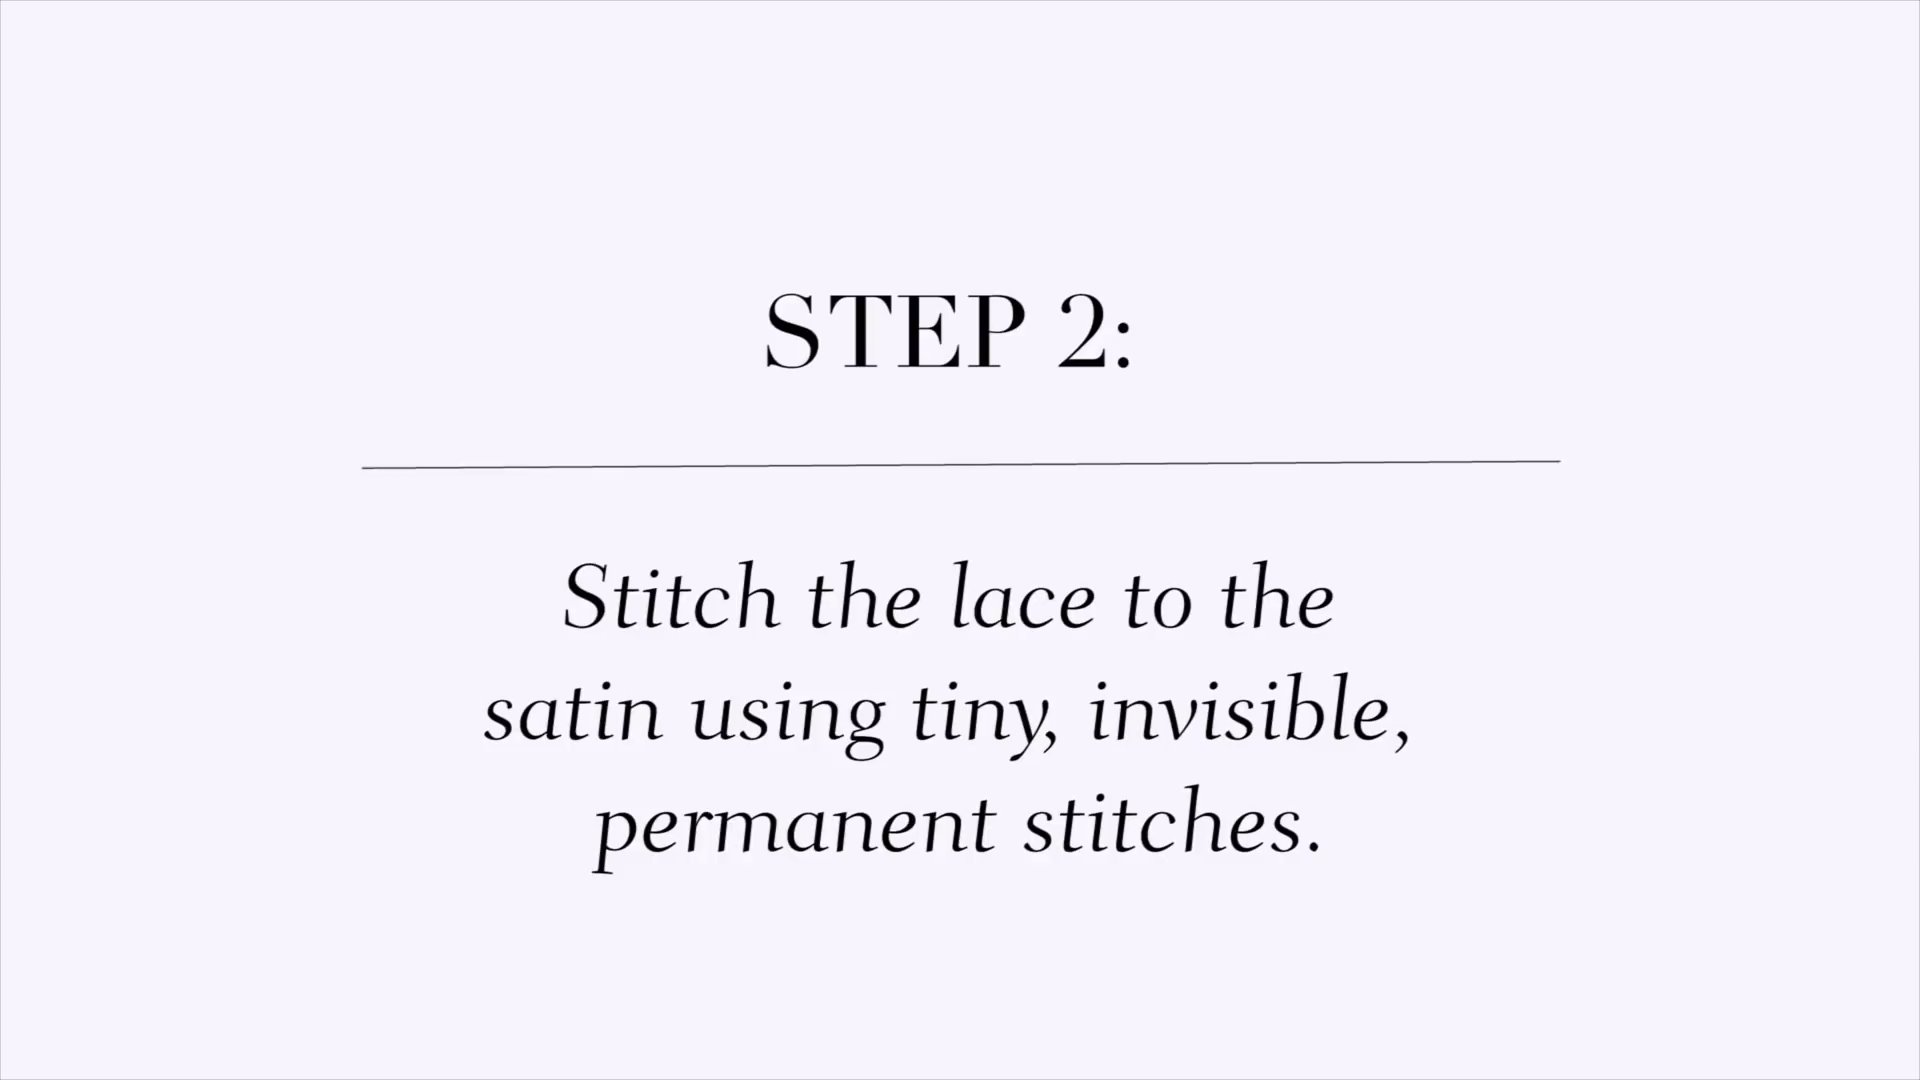 STEP 2:
Stitch the lace to the
satin using tiny, invisible,
permanent stitches.